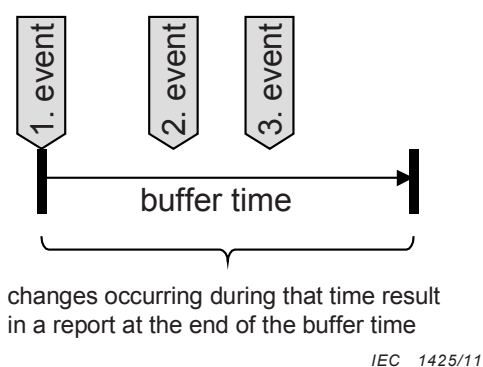 1. event
2. event
3. event
buffer time
changes occurring during that time result
in a report at the end of the buffer time
IEC 1425/11